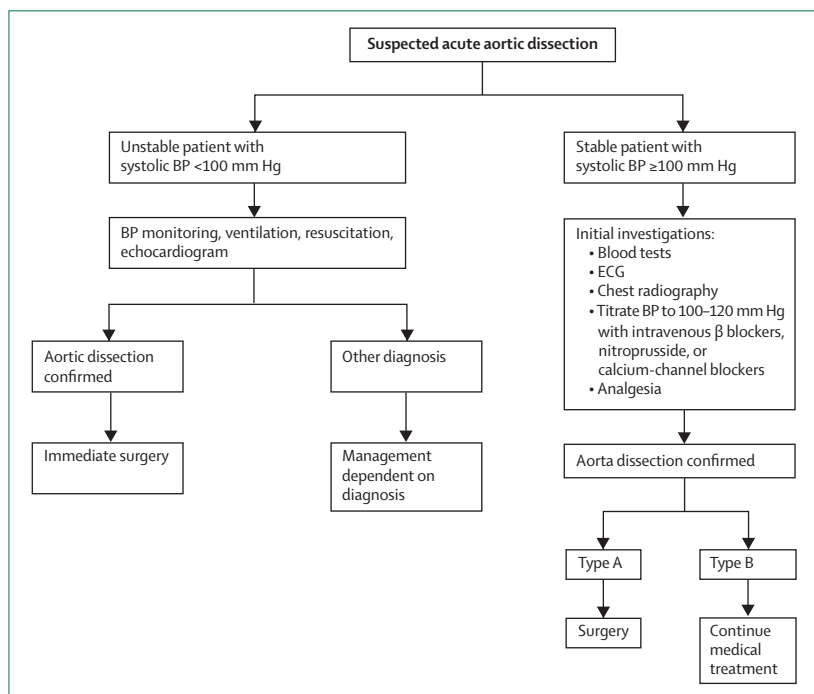 Suspected acute aortic dissection
Unstable patient with
systolic BP <100 mm Hg
Stable patient with
systolic BP ≥100 mm Hg
BP monitoring, ventilation, resuscitation,
echocardiogram
Initial investigations:
• Blood tests
• ECG
• Chest radiography
• Titrate BP to 100–120 mm Hg
with intravenous β blockers,
nitroprusside, or
calcium-channel blockers
• Analgesia
Aortic dissection
confirmed
Other diagnosis
Immediate surgery
Management
dependent on
diagnosis
Aorta dissection confirmed
Type A
Type B
Surgery
Continue
medical
treatment